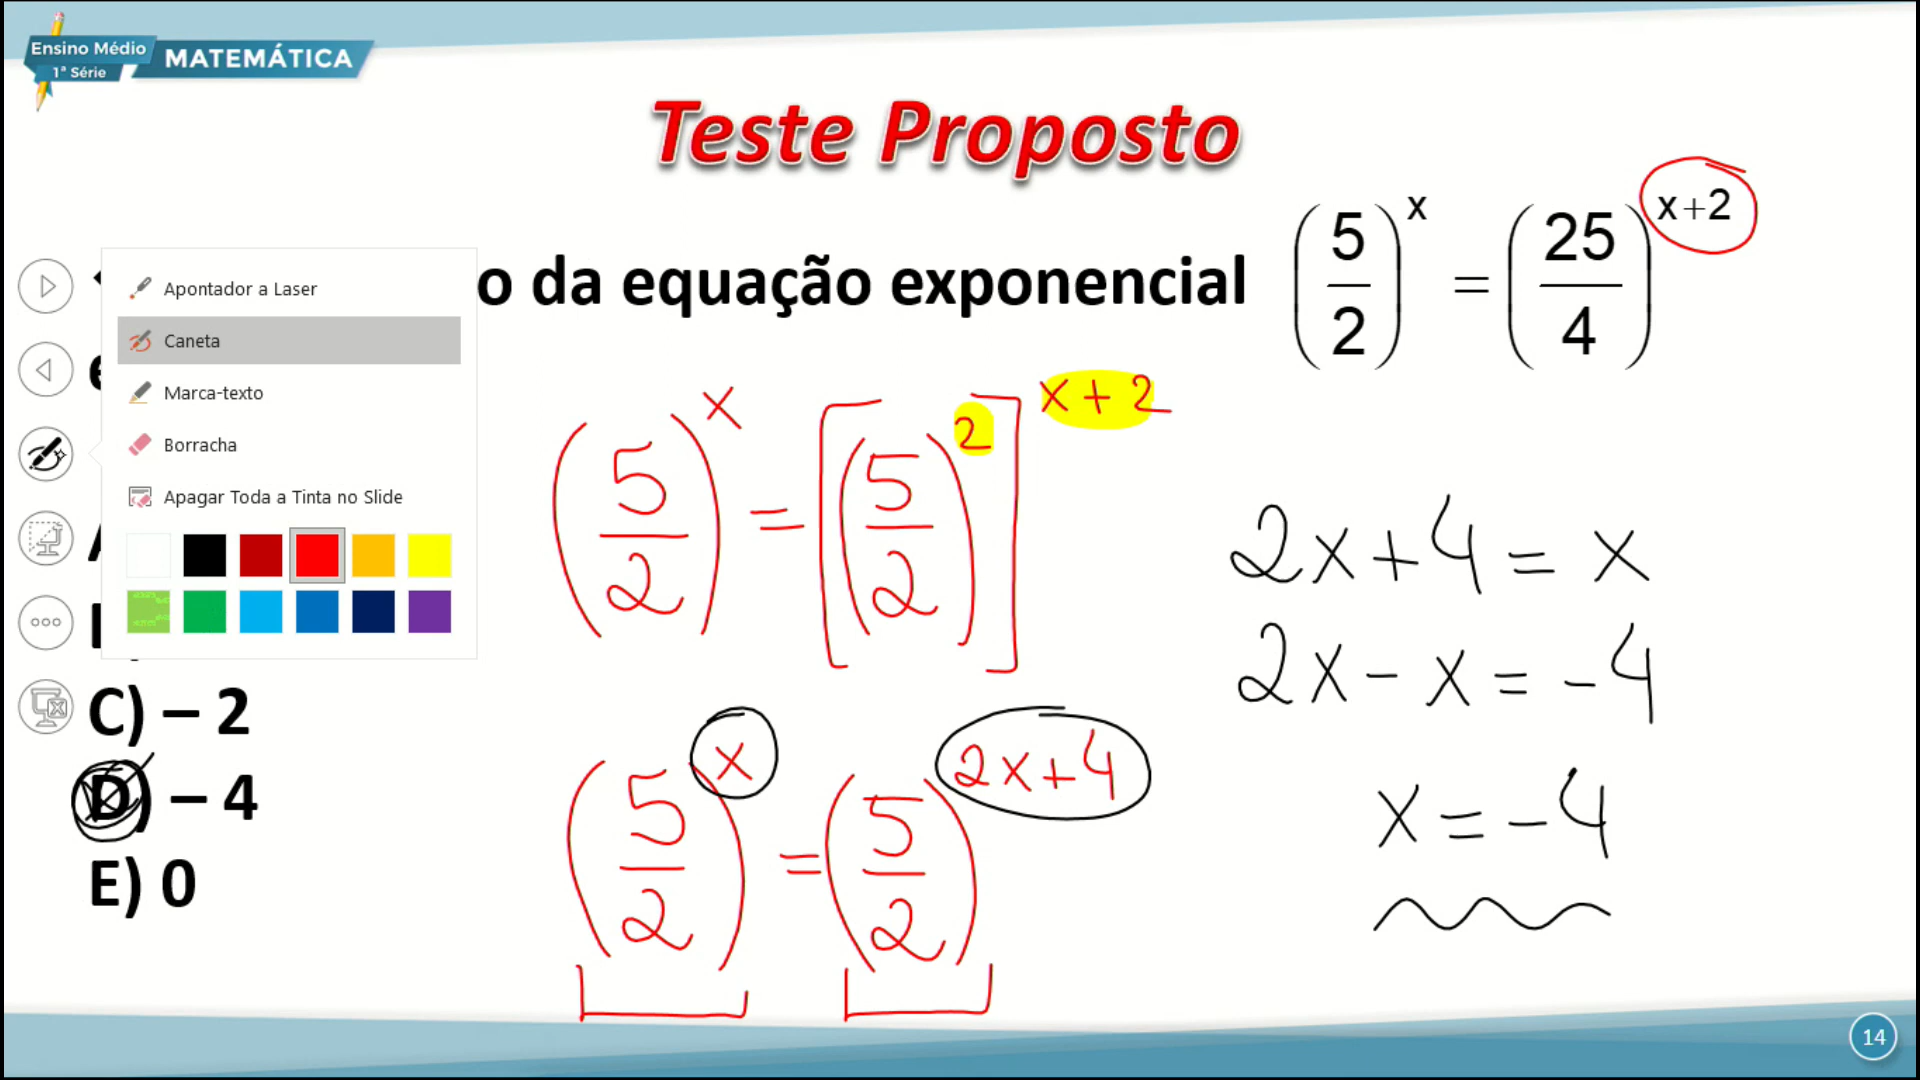 Ensino Médio
1ª Série
MATEMÁTICA
Teste Proposto
o da equação exponencial (5/2)^x = (25/4)^(x+2)
Apontador a Laser
Caneta
Marca-texto
Borracha
Apagar Toda a Tinta no Slide
C) – 2
D) – 4
E) 0
(5/2)^x = [(5/2)^2]^(x+2)
(5/2)^x = (5/2)^(2x+4)
2x+4 = x
2x – x = –4
x = –4
14